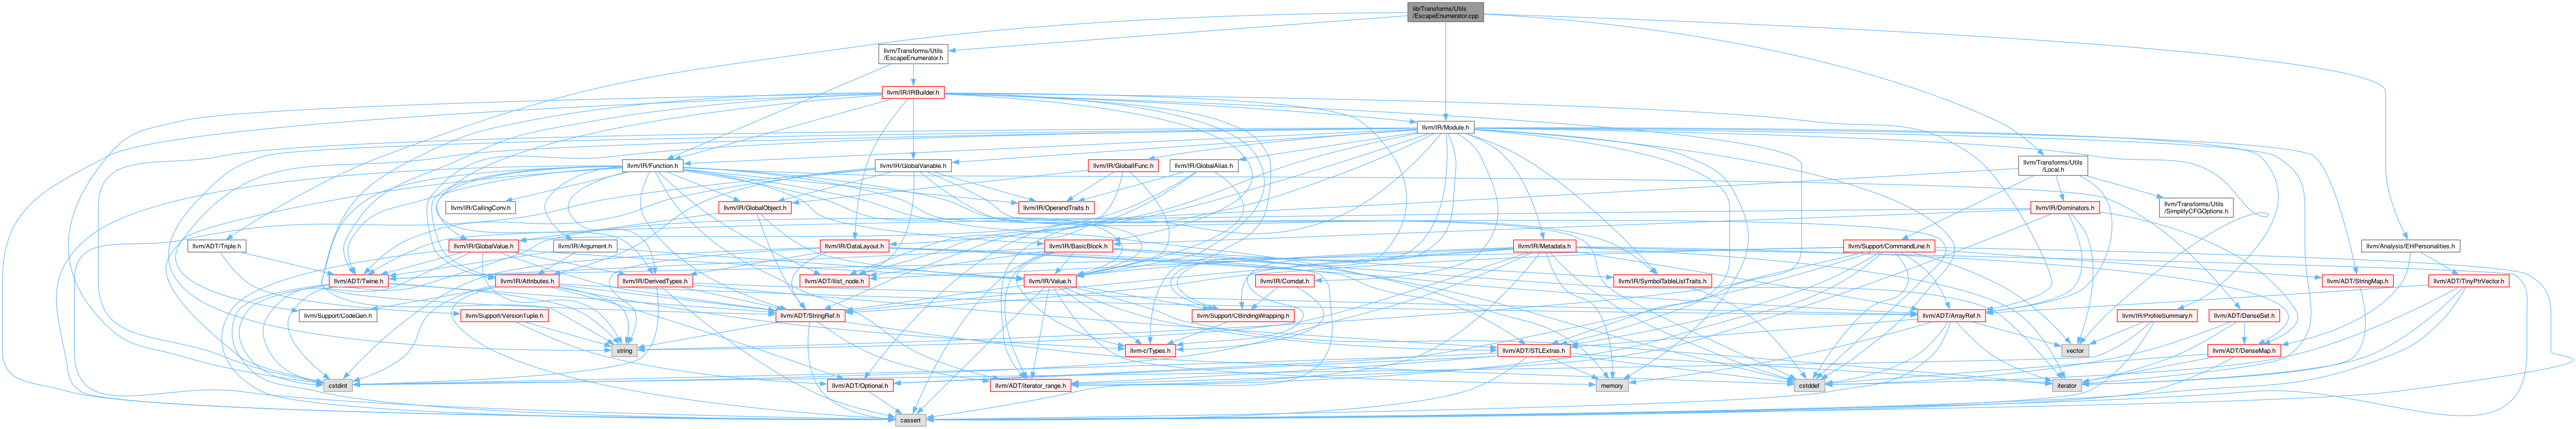 lib/Transforms/Utils
/EscapeEnumerator.cpp
llvm/Transforms/Utils
/EscapeEnumerator.h
llvm/IR/IRBuilder.h
llvm/IR/Module.h
llvm/IR/Function.h
llvm/IR/GlobalVariable.h
llvm/IR/GlobalIFunc.h
llvm/IR/GlobalAlias.h
llvm/Transforms/Utils
/Local.h
llvm/IR/CallingConv.h
llvm/IR/GlobalObject.h
llvm/IR/OperandTraits.h
llvm/IR/Dominators.h
llvm/Transforms/Utils
/SimplifyCFGOptions.h
llvm/ADT/Triple.h
llvm/IR/GlobalValue.h
llvm/IR/Argument.h
llvm/IR/DataLayout.h
llvm/IR/BasicBlock.h
llvm/IR/Metadata.h
llvm/Support/CommandLine.h
llvm/Analysis/EHPersonalities.h
llvm/ADT/Twine.h
llvm/IR/Attributes.h
llvm/IR/DerivedTypes.h
llvm/ADT/ilist_node.h
llvm/IR/Value.h
llvm/IR/Comdat.h
llvm/IR/SymbolTableListTraits.h
llvm/ADT/StringMap.h
llvm/ADT/TinyPtrVector.h
llvm/Support/CodeGen.h
llvm/Support/VersionTuple.h
llvm/ADT/StringRef.h
llvm/Support/CBindingWrapping.h
llvm/ADT/ArrayRef.h
llvm/IR/ProfileSummary.h
llvm/ADT/DenseSet.h
string
llvm-c/Types.h
llvm/ADT/STLExtras.h
vector
llvm/ADT/DenseMap.h
cstdint
llvm/ADT/Optional.h
llvm/ADT/iterator_range.h
memory
cstddef
iterator
cassert